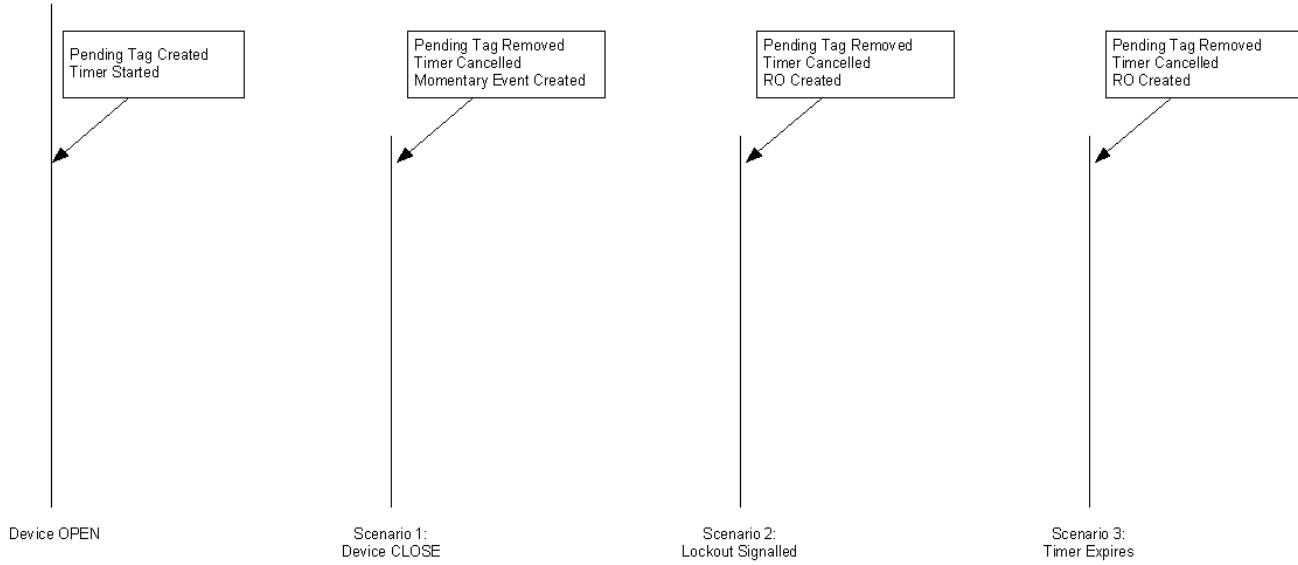 Pending Tag Created
Timer Started
Pending Tag Removed
Timer Cancelled
Momentary Event Created
Pending Tag Removed
Timer Cancelled
RO Created
Pending Tag Removed
Timer Cancelled
RO Created
Device OPEN
Scenario 1:
Device CLOSE
Scenario 2:
Lockout Signalled
Scenario 3:
Timer Expires